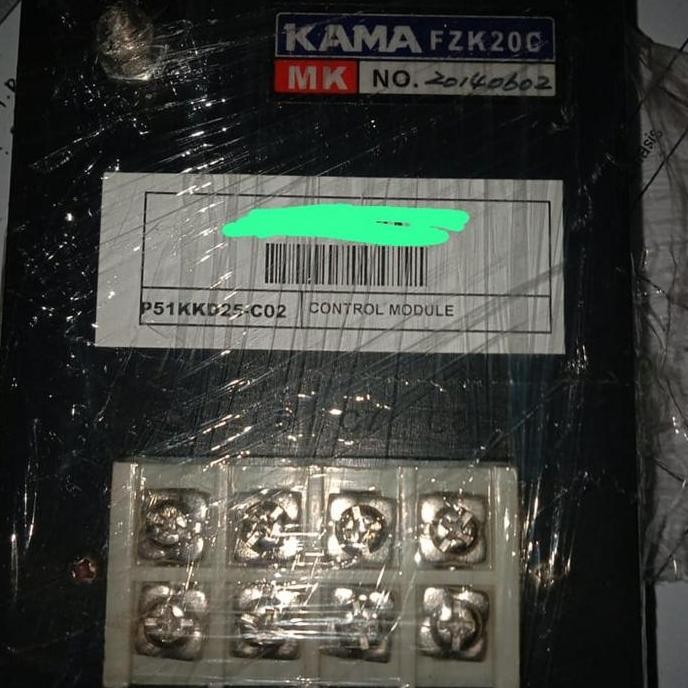 KAMA FZK20C
MK NO. 20140602
P51KKD25-C02 CONTROL MODULE